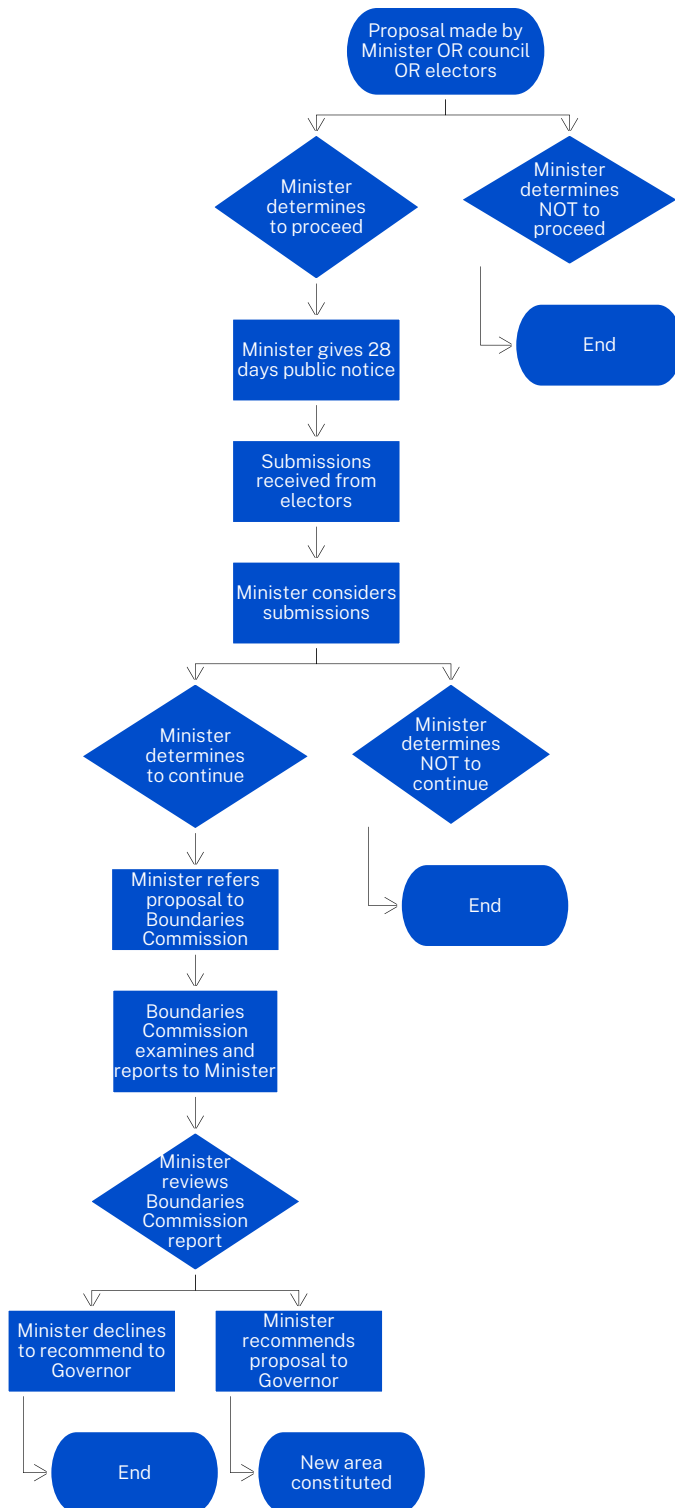 Proposal made by
Minister OR council
OR electors
Minister
determines
to proceed
Minister
determines
NOT to
proceed
Minister gives 28
days public notice
End
Submissions
received from
electors
Minister considers
submissions
Minister
determines
to continue
Minister
determines
NOT to
continue
Minister refers
proposal to
Boundaries
Commission
End
Boundaries
Commission
examines and
reports to Minister
Minister
reviews
Boundaries
Commission
report
Minister declines
to recommend to
Governor
Minister
recommends
proposal to
Governor
End
New area
constituted